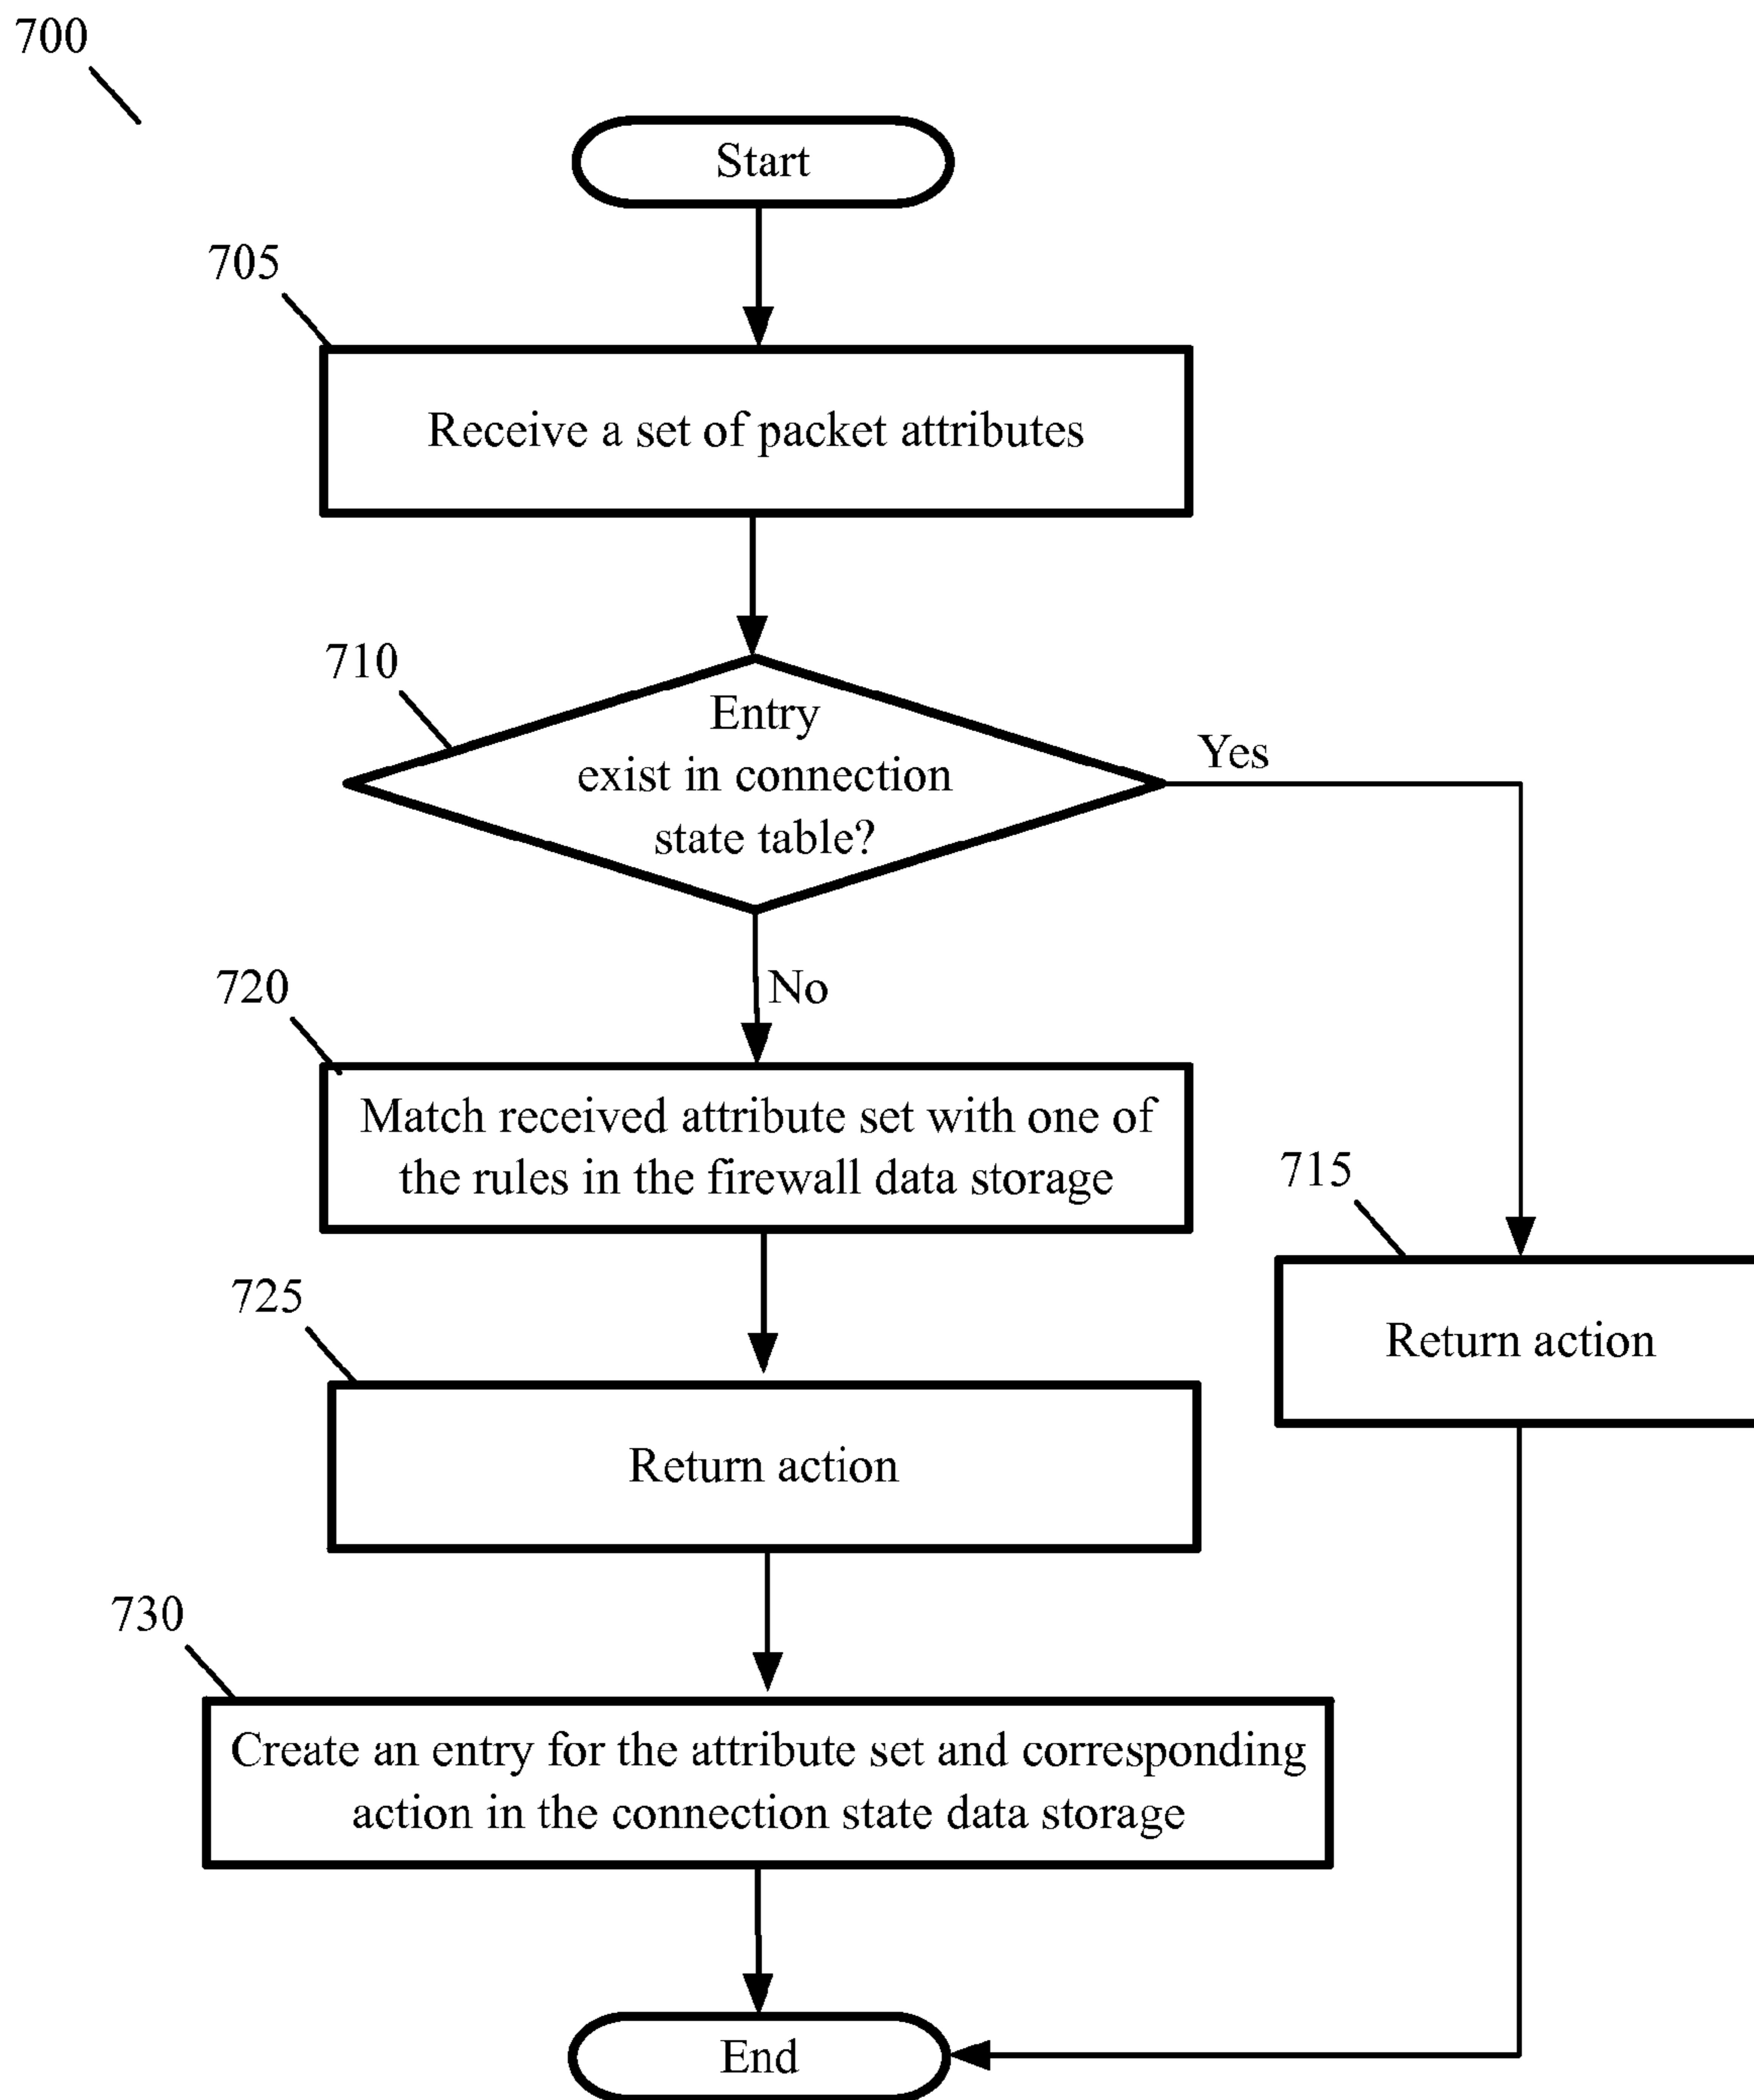 700
Start
705
Receive a set of packet attributes
710
Entry
exist in connection
state table?
Yes
No
720
Match received attribute set with one of
the rules in the firewall data storage
715
Return action
725
Return action
730
Create an entry for the attribute set and corresponding
action in the connection state data storage
End